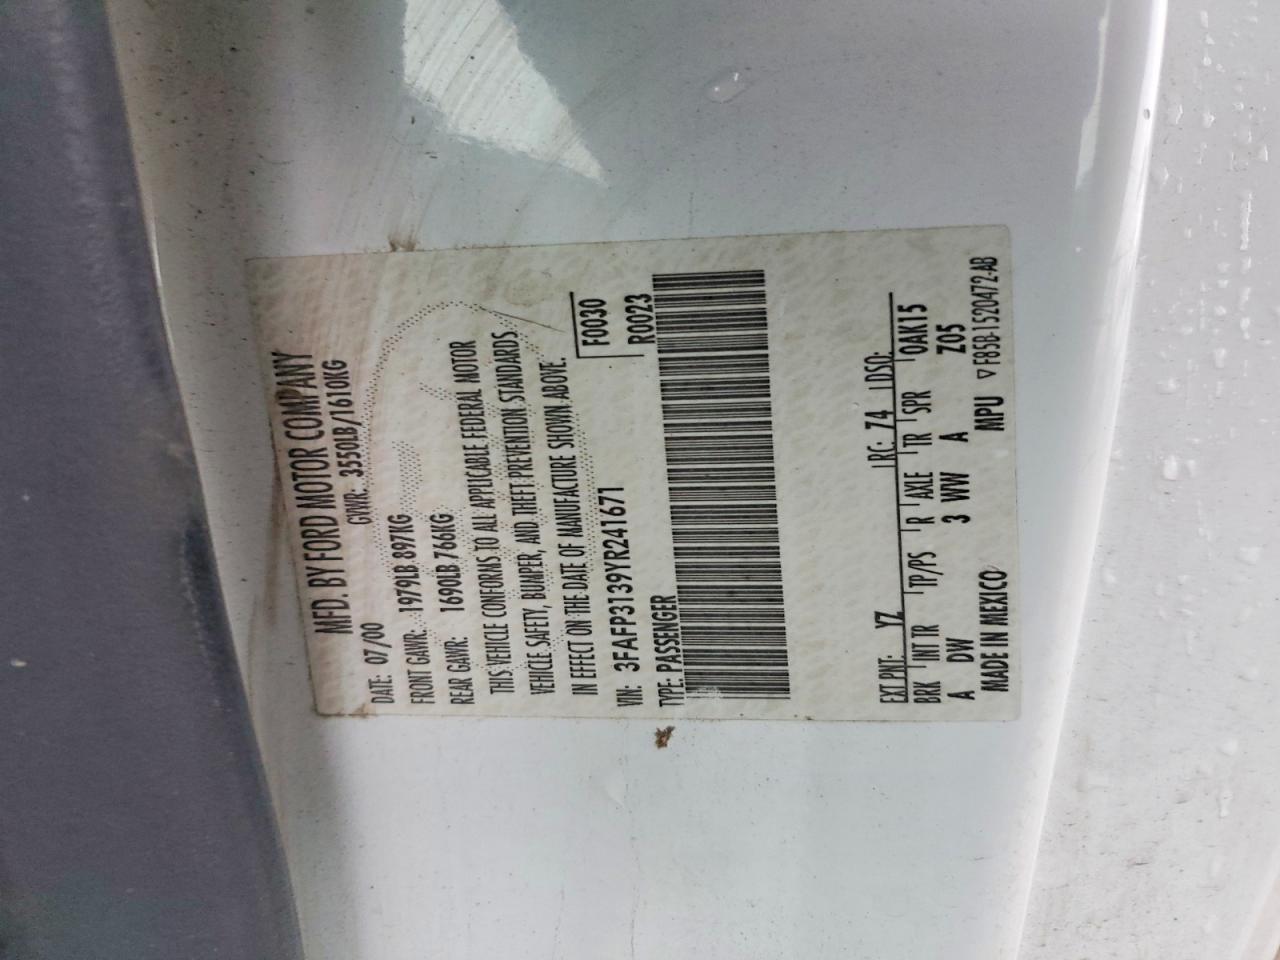 MFD. BY FORD MOTOR COMPANY
DATE: 07/00 GVWR: 3550LB/1610KG
FRONT GAWR: 1979LB 897KG
REAR GAWR: 1690LB 766KG
THIS VEHICLE CONFORMS TO ALL APPLICABLE FEDERAL MOTOR
VEHICLE SAFETY, BUMPER, AND THEFT PREVENTION STANDARDS
IN EFFECT ON THE DATE OF MANUFACTURE SHOWN ABOVE.
F0030
VIN: 3FAFP3139YR241671
TYPE: PASSENGER R0023
EXT PNT: YZ RC: 74 DSO:
BRK INT TR TP/PS R AXLE TR SPR 0AK15
A DW 3 WW A Z05
MADE IN MEXICO MPU ▽F85B-1520472-AB